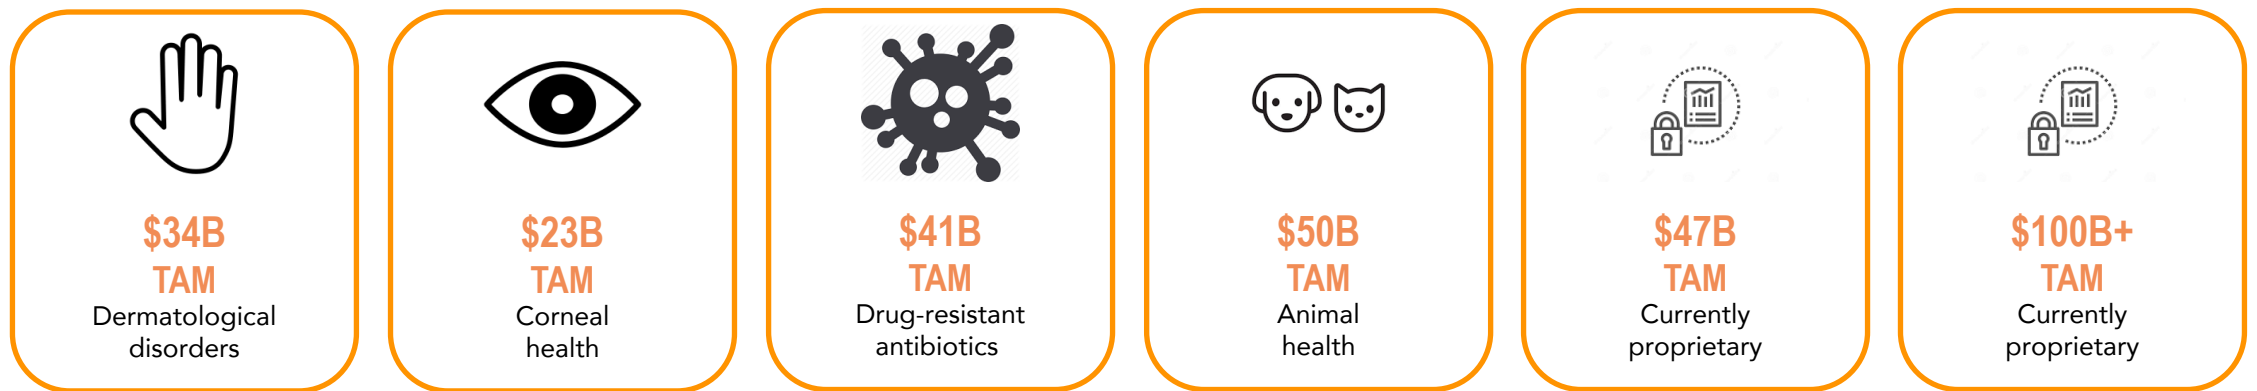 $34B
TAM
Dermatological
disorders
$23B
TAM
Corneal
health
$41B
TAM
Drug-resistant
antibiotics
$50B
TAM
Animal
health
$47B
TAM
Currently
proprietary
$100B+
TAM
Currently
proprietary